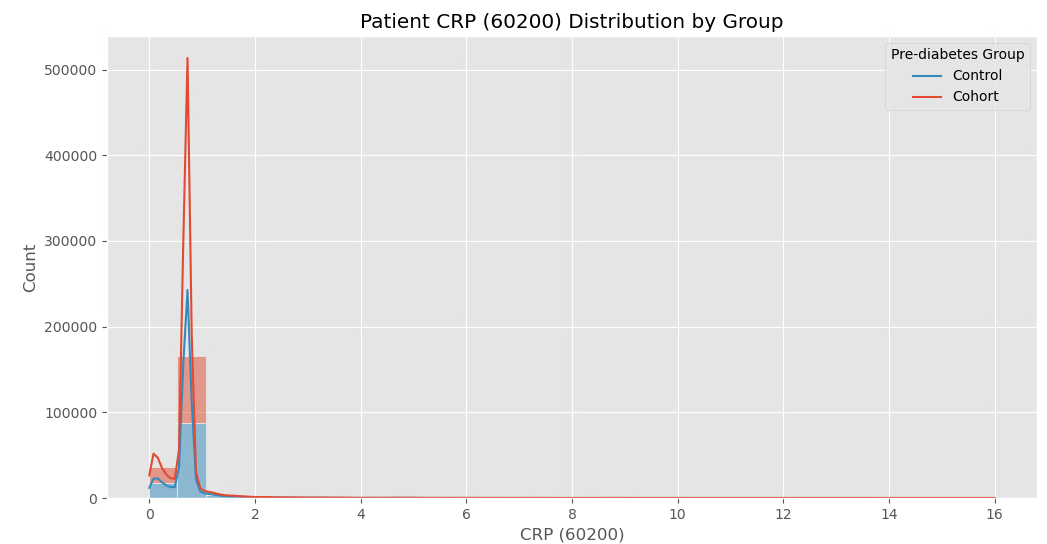 Patient CRP (60200) Distribution by Group
Pre-diabetes Group
Control
Cohort
500000
400000
300000
200000
100000
0
Count
0 2 4 6 8 10 12 14 16
CRP (60200)